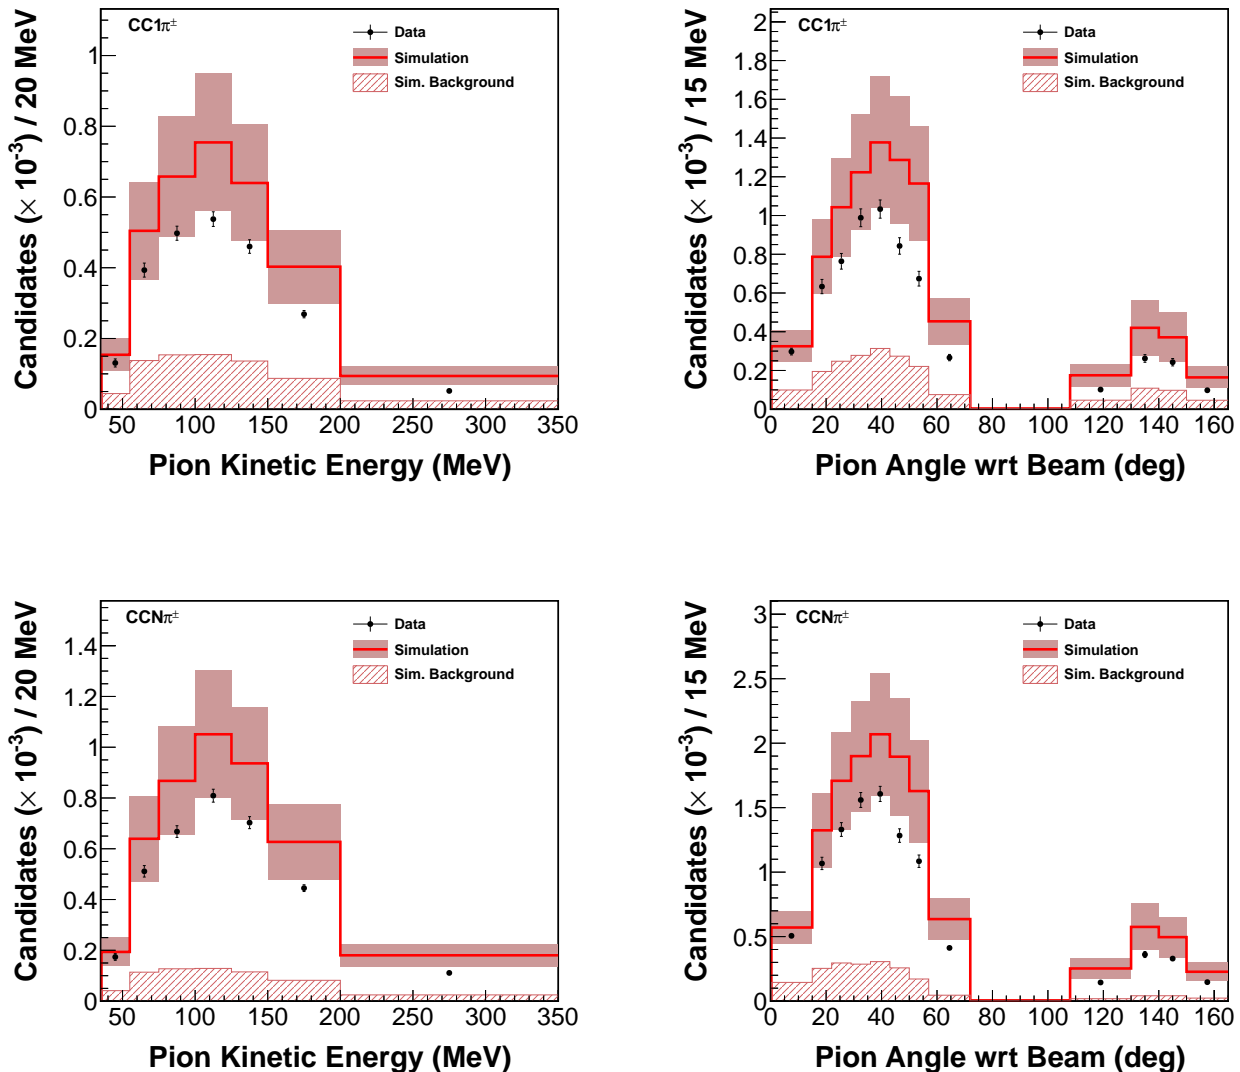 CC1π±
Data
Simulation
Sim. Background
Candidates (× 10⁻³) / 20 MeV
1
0.8
0.6
0.4
0.2
0
50 100 150 200 250 300 350
Pion Kinetic Energy (MeV)
CC1π±
Data
Simulation
Sim. Background
Candidates (× 10⁻³) / 15 MeV
2
1.8
1.6
1.4
1.2
1
0.8
0.6
0.4
0.2
0
0 20 40 60 80 100 120 140 160
Pion Angle wrt Beam (deg)
CCNπ±
Data
Simulation
Sim. Background
Candidates (× 10⁻³) / 20 MeV
1.4
1.2
1
0.8
0.6
0.4
0.2
0
50 100 150 200 250 300 350
Pion Kinetic Energy (MeV)
CCNπ±
Data
Simulation
Sim. Background
Candidates (× 10⁻³) / 15 MeV
3
2.5
2
1.5
1
0.5
0
0 20 40 60 80 100 120 140 160
Pion Angle wrt Beam (deg)